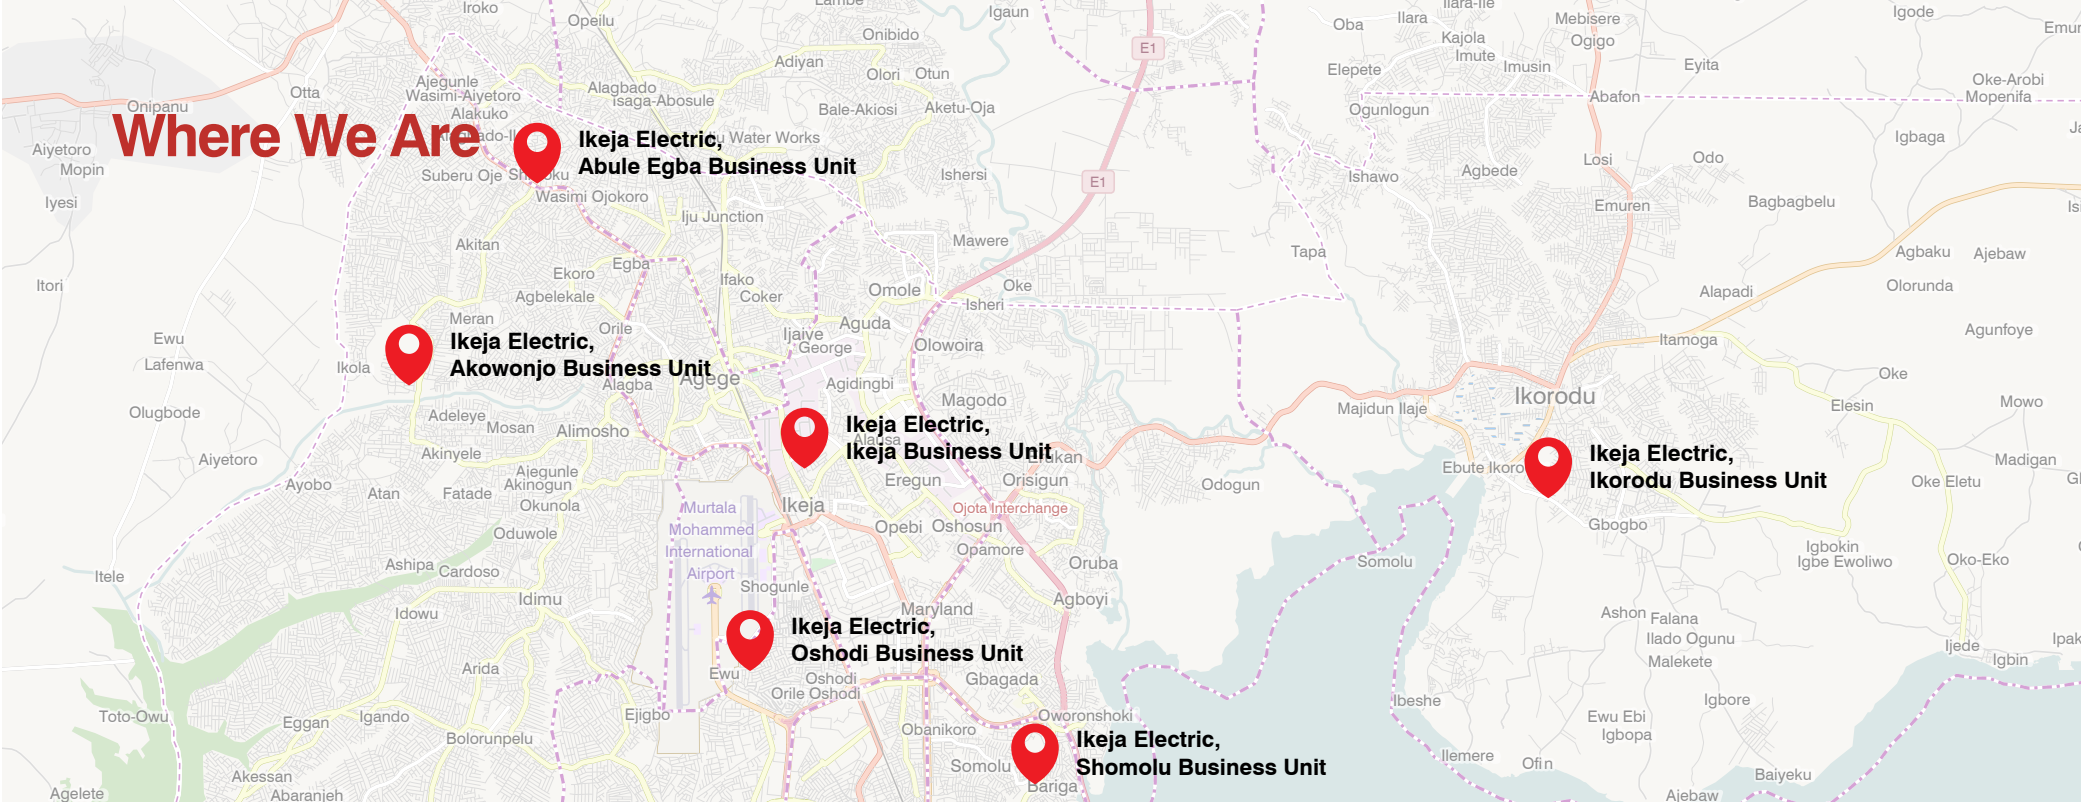 Iroko
Opeilu
Lambe
Igaun
Oba
Ilara
Ilara-Ile
Mebisere
Igode
Onibido
Kajola
Ogigo
Adiyan
Imute
Elepete
Imusin
Eyita
Otta
Ajegunle
Alagbado
Olori
Otun
Oke-Arobi
Wasimi-Aiyetoro
Isaga-Abosule
Mopenifa
Onipanu
Alakuko
Bale-Akiosi
Aketu-Oja
Ogunlogun
Abafon
E1
Where We Are
Ikeja Electric,
Abule Egba Business Unit
Water Works
Igbaga
Aiyetoro
Mopin
Suberu Oje
Ishersi
E1
Ishawo
Agbede
Losi
Odo
Iyesi
Wasimi Ojokoro
Iju Junction
Emuren
Bagbagbelu
Akitan
Mawere
Tapa
Agbaku
Ajebaw
Egba
Ekoro
Ifako
Itori
Agbelekale
Coker
Omole
Oke
Isheri
Alapadi
Olorunda
Meran
Orile
Ijaive
George
Aguda
Olowoira
Agunfoye
Ewu
Lafenwa
Ikola
Ikeja Electric,
Akowonjo Business Unit
Itamoga
Alagba
Agege
Agidingbi
Magodo
Ikorodu
Oke
Olugbode
Adeleye
Mosan
Alimosho
Majidun Ilaje
Elesin
Mowo
Ikeja Electric,
Ikeja Business Unit
Alausa
Aiyetoro
Akinyele
Ayobo
Ajegunle
Akinogun
Eregun
Orisigun
Odogun
Ebute Ikoro
Ikeja Electric,
Ikorodu Business Unit
Madigan
Oke Eletu
Atan
Fatade
Okunola
Murtala
Mohammed
International
Airport
Ikeja
Ojota Interchange
Opebi
Oshosun
Gbogbo
Oduwole
Opamore
Igbokin
Igbe Ewoliwo
Oko-Eko
Itele
Ashipa
Cardoso
Oruba
Somolu
Shogunle
Idimu
Idowu
Maryland
Agboyi
Ashon
Falana
Ilado Ogunu
Malekete
Ikeja Electric,
Oshodi Business Unit
Ijede
Igbin
Arida
Ewu
Oshodi
Orile Oshodi
Gbagada
Ibeshe
Igbore
Toto-Owu
Eggan
Igando
Ejigbo
Oworonshoki
Ewu Ebi
Igbopa
Bolorunpelu
Obanikoro
Ikeja Electric,
Shomolu Business Unit
Somolu
Bariga
Ilemere
Ofin
Baiyeku
Akessan
Agelete
Abaranjeh
Ajebaw